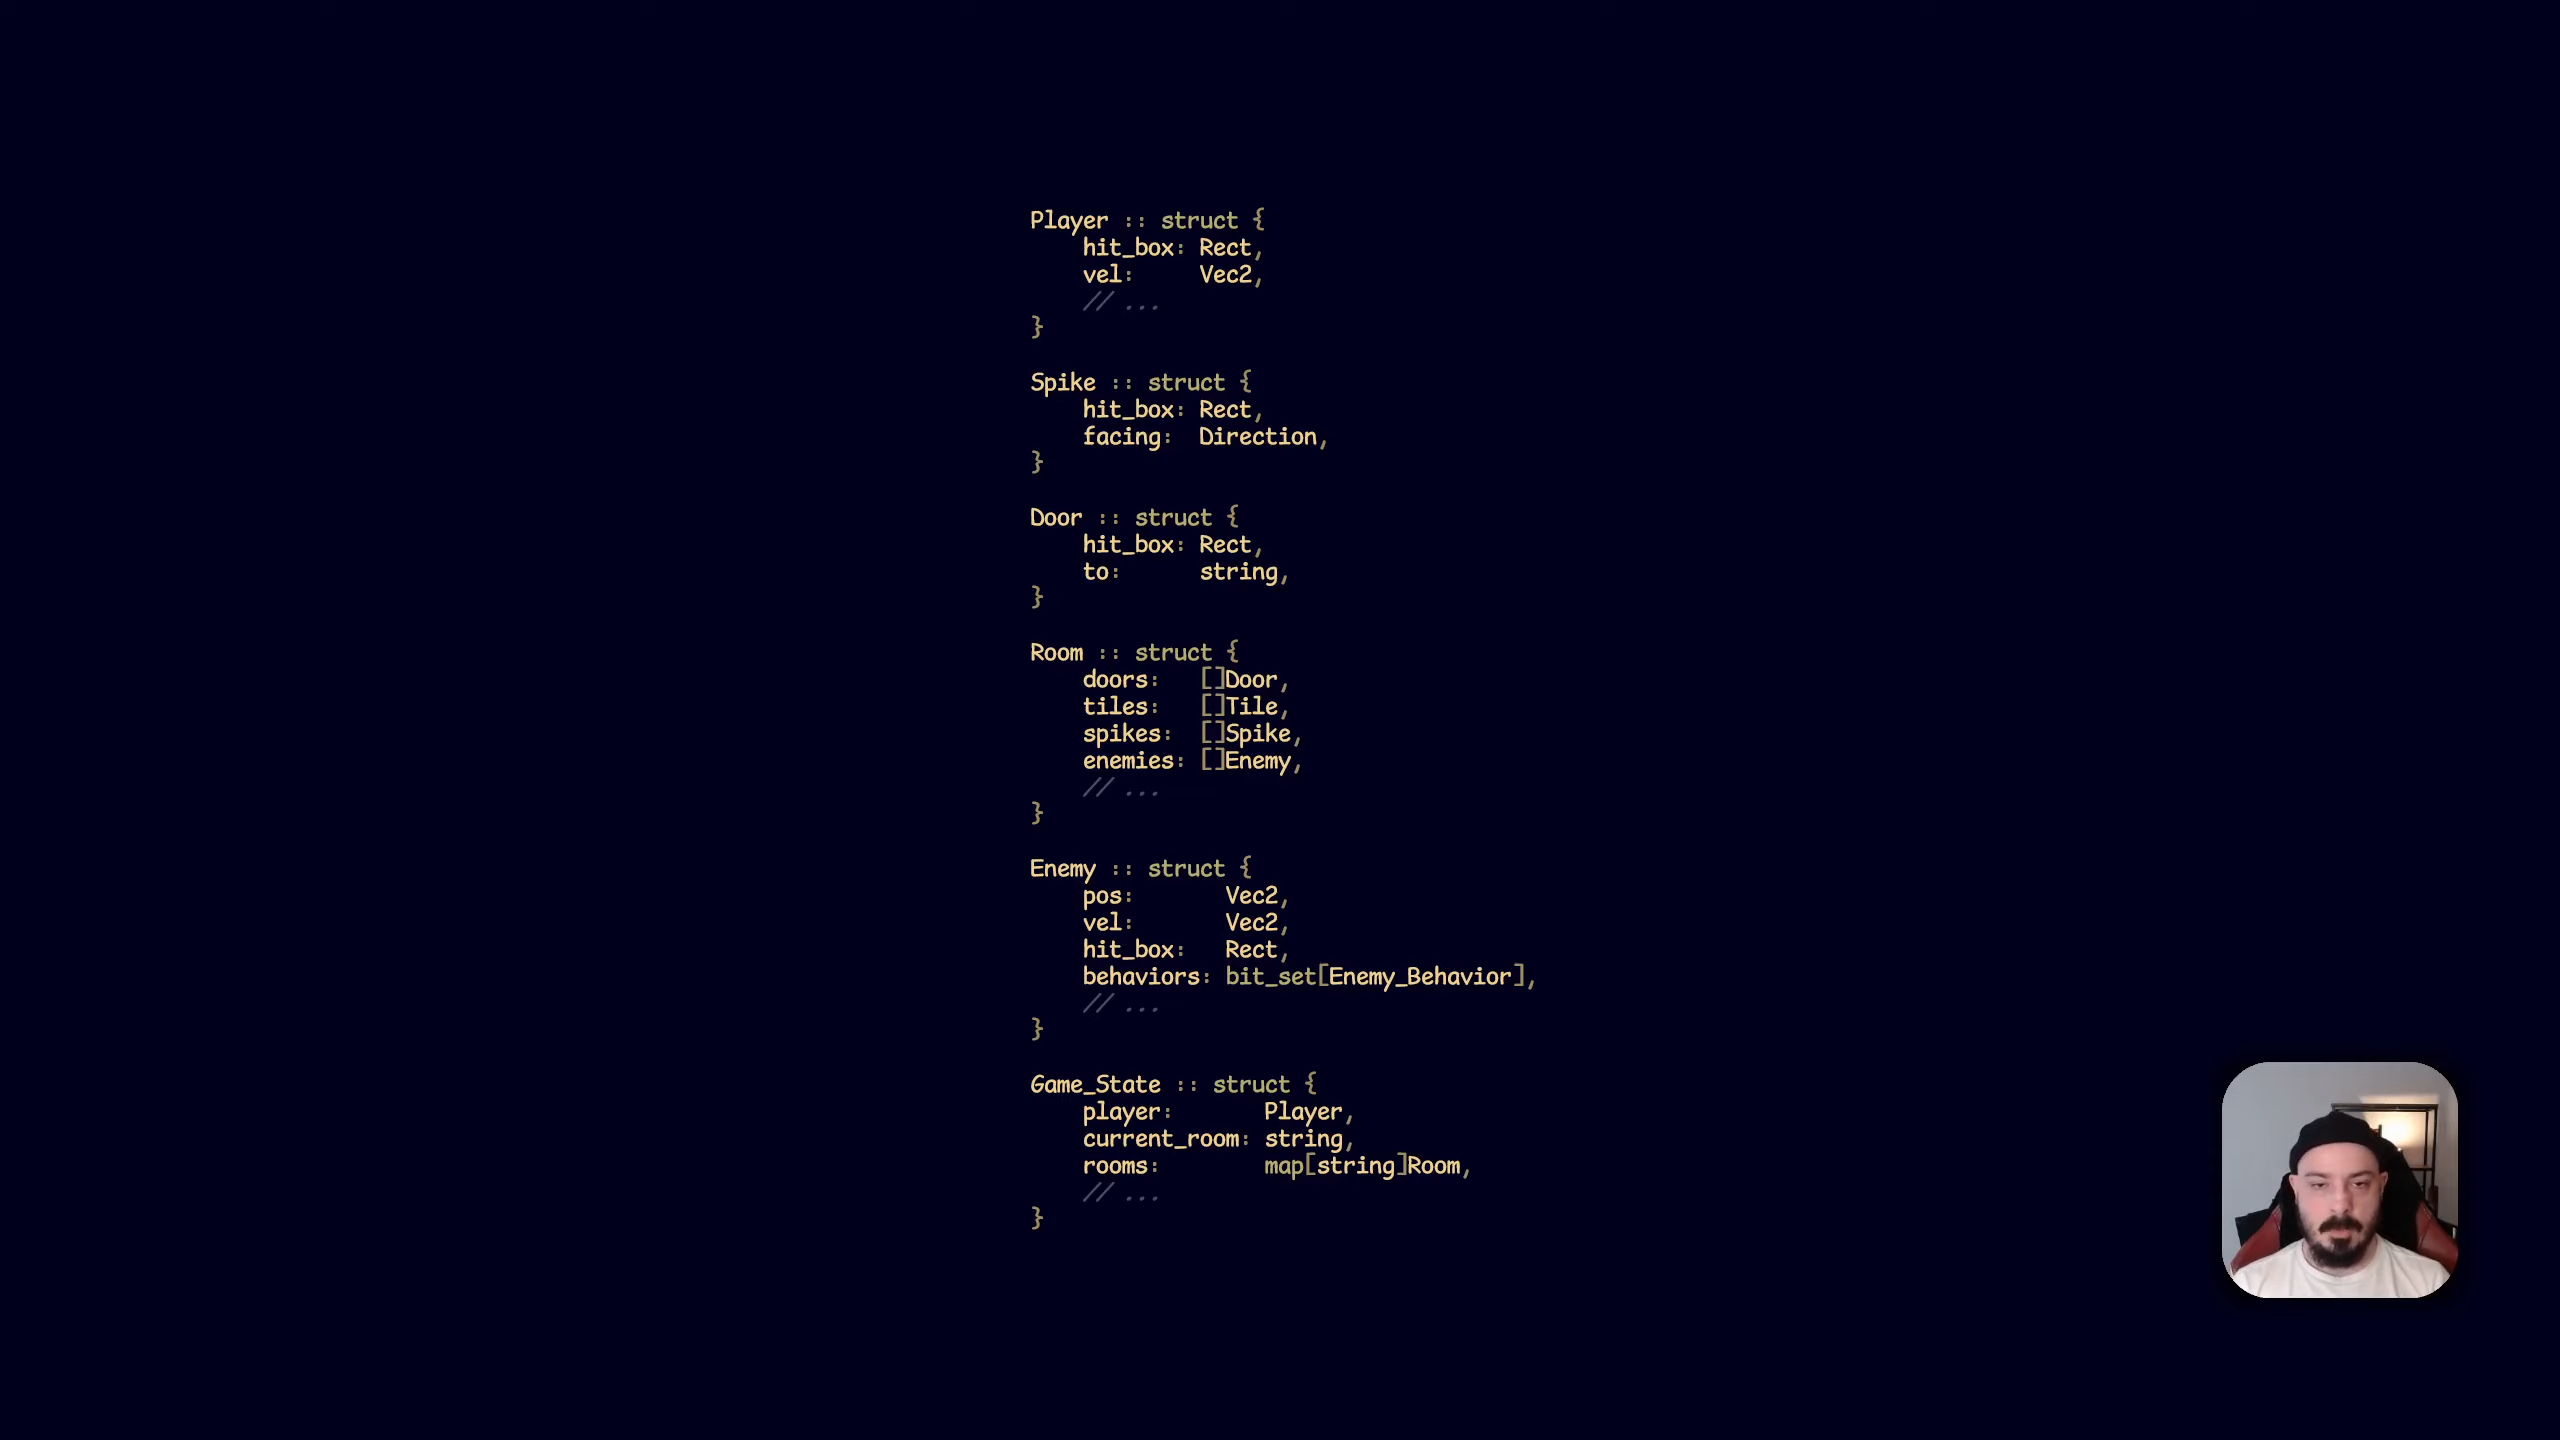 Player :: struct {
    hit_box: Rect,
    vel:     Vec2,
    // ...
}
Spike :: struct {
    hit_box: Rect,
    facing:  Direction,
}
Door :: struct {
    hit_box: Rect,
    to:      string,
}
Room :: struct {
    doors:   []Door,
    tiles:   []Tile,
    spikes:  []Spike,
    enemies: []Enemy,
    // ...
}
Enemy :: struct {
    pos:       Vec2,
    vel:       Vec2,
    hit_box:   Rect,
    behaviors: bit_set[Enemy_Behavior],
    // ...
}
Game_State :: struct {
    player:       Player,
    current_room: string,
    rooms:        map[string]Room,
    // ...
}